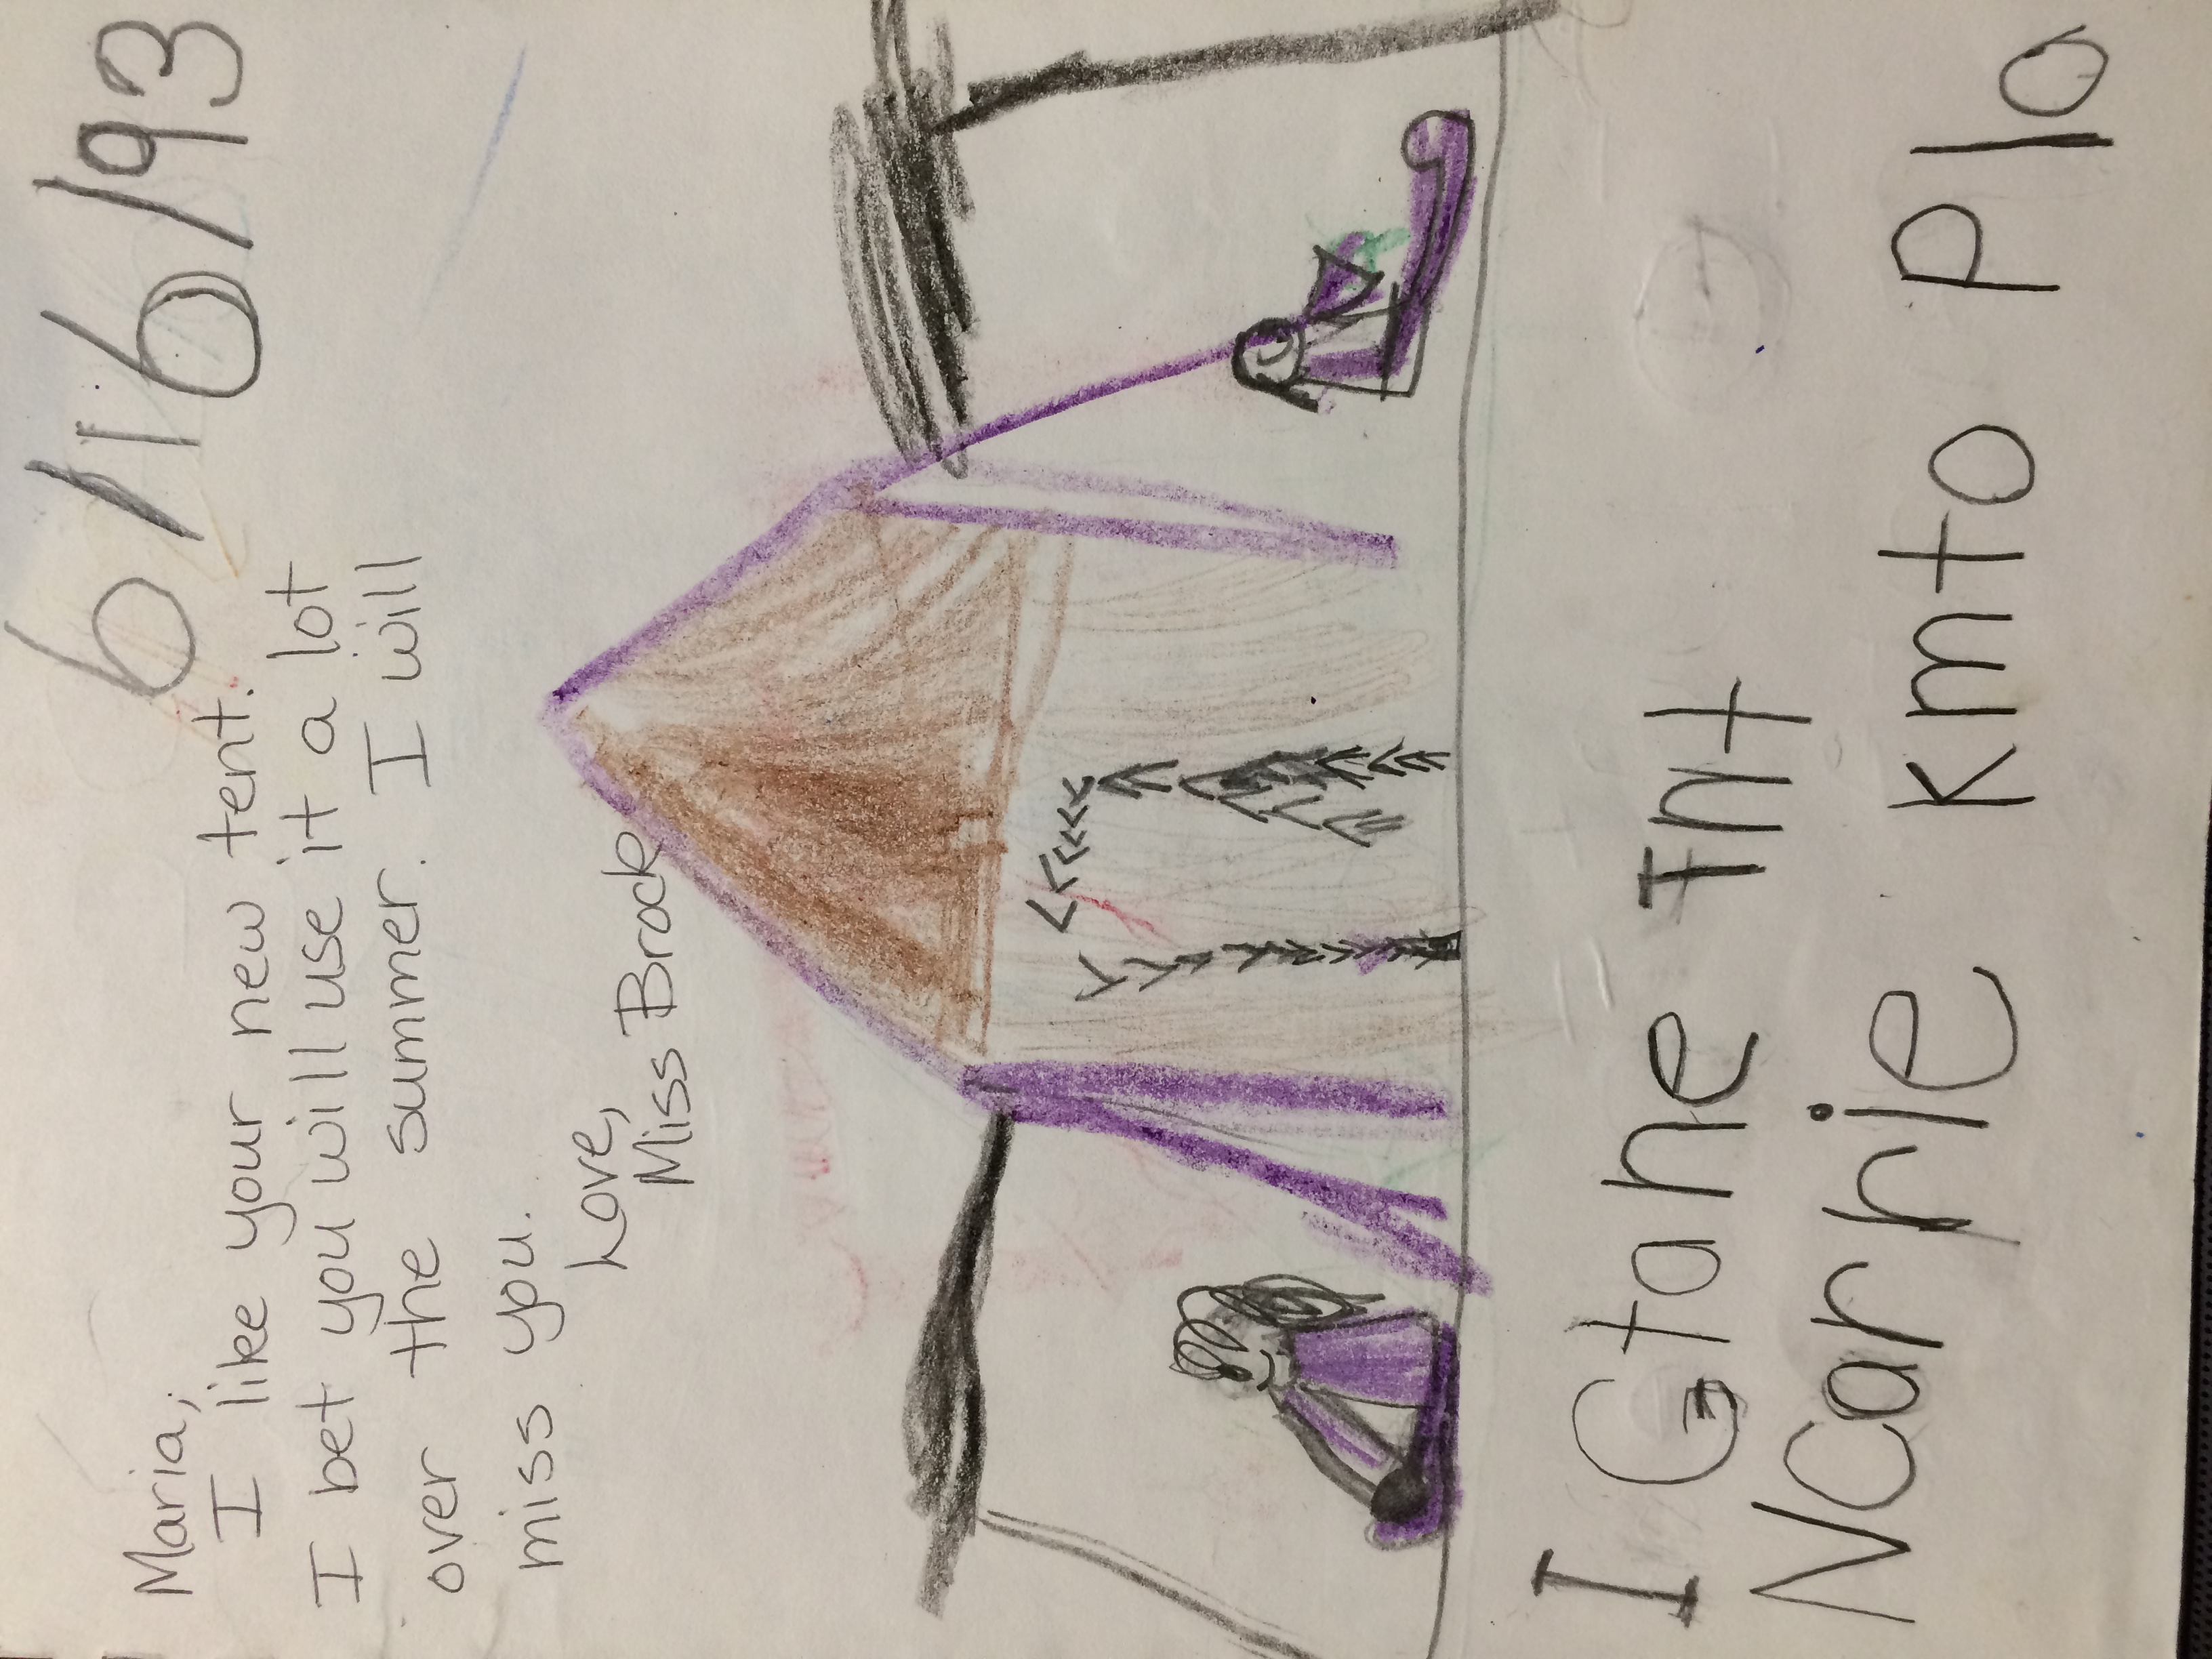 6/16/93
Maria,
I like your new tent.
I bet you will use it a lot
over the summer. I will
miss you.
Love,
Miss Brock
I Gtane Tnt
NCarrie kmto Pla